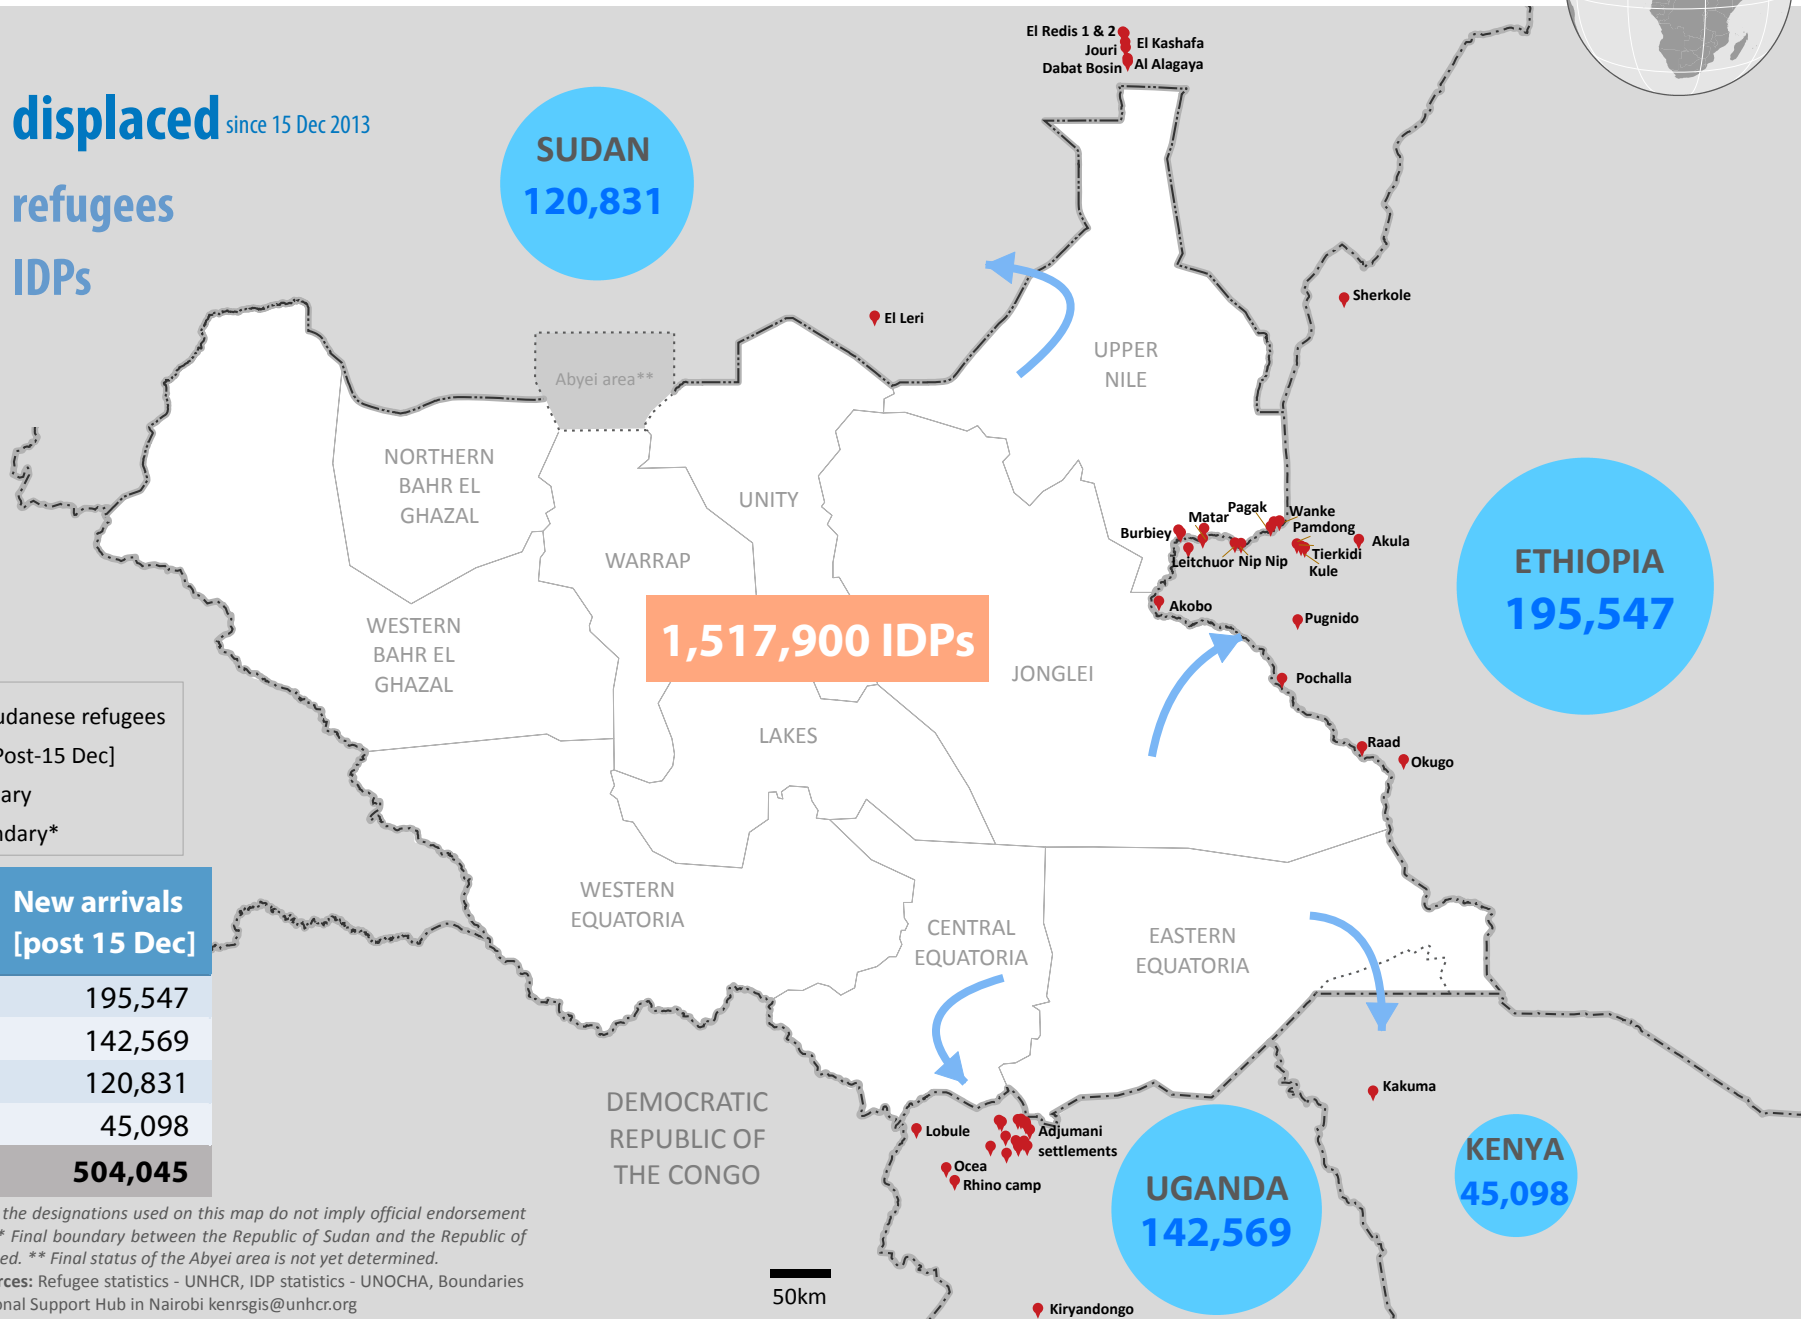 displaced since 15 Dec 2013
refugees
IDPs
SUDAN
120,831
El Redis 1 & 2
El Kashafa
Jouri
Al Alagaya
Dabat Bosin
Sherkole
El Leri
UPPER
NILE
Abyei area**
NORTHERN
BAHR EL
GHAZAL
UNITY
WARRAP
Burbiey
Matar
Pagak
Wanke
Pamdong
Akula
Leitchuor
Nip Nip
Tierkidi
Kule
ETHIOPIA
195,547
Akobo
Pugnido
WESTERN
BAHR EL
GHAZAL
1,517,900 IDPs
JONGLEI
Pochalla
LAKES
Raad
Okugo
udanese refugees
Post-15 Dec]
ary
ndary*
WESTERN
EQUATORIA
CENTRAL
EQUATORIA
EASTERN
EQUATORIA
New arrivals
[post 15 Dec]
195,547
142,569
120,831
45,098
504,045
DEMOCRATIC
REPUBLIC OF
THE CONGO
Lobule
Adjumani
settlements
Ocea
Rhino camp
Kakuma
UGANDA
142,569
KENYA
45,098
Kiryandongo
the designations used on this map do not imply official endorsement
* Final boundary between the Republic of Sudan and the Republic of
ed. ** Final status of the Abyei area is not yet determined.
rces: Refugee statistics - UNHCR, IDP statistics - UNOCHA, Boundaries
onal Support Hub in Nairobi kenrsgis@unhcr.org
50km